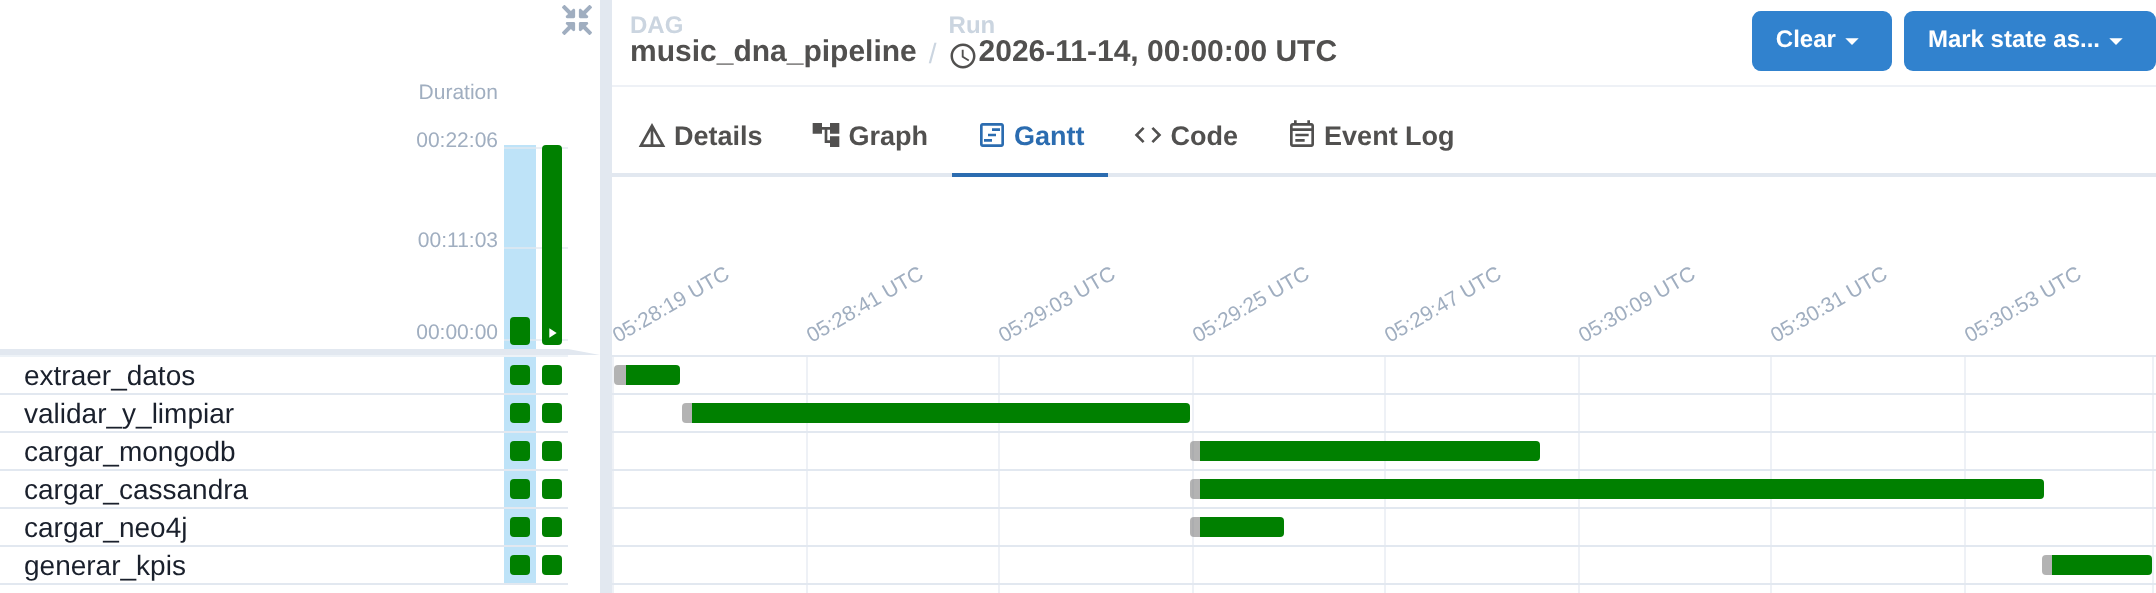 DAG
music_dna_pipeline /
Run
2026-11-14, 00:00:00 UTC
Clear
Mark state as...
Details
Graph
Gantt
Code
Event Log
Duration
00:22:06
00:11:03
00:00:00
05:28:19 UTC
05:28:41 UTC
05:29:03 UTC
05:29:25 UTC
05:29:47 UTC
05:30:09 UTC
05:30:31 UTC
05:30:53 UTC
extraer_datos
validar_y_limpiar
cargar_mongodb
cargar_cassandra
cargar_neo4j
generar_kpis